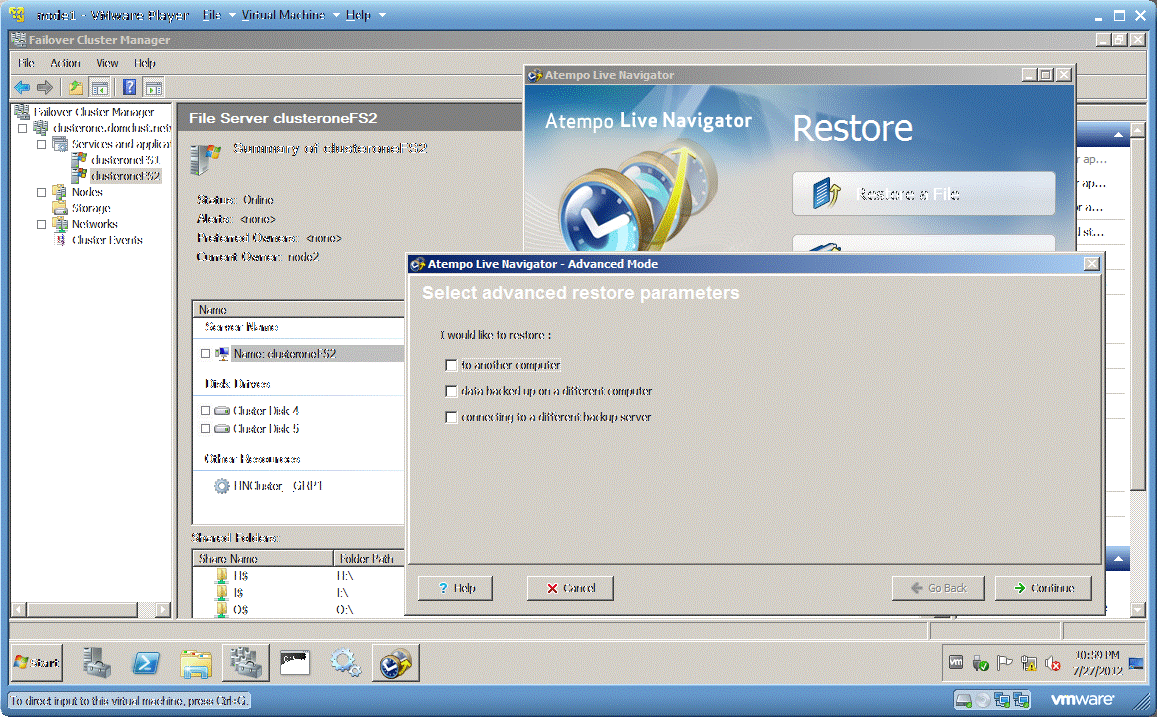 node1 - VMware Player File Virtual Machine Help
Failover Cluster Manager
File Action View Help
Failover Cluster Manager
clusterone.domdust.net
Services and applicat
clusteroneFS1
clusteroneFS2
Nodes
Storage
Networks
Cluster Events
File Server clusteroneFS2
Summary of clusteroneFS2
Status: Online
Alerts: <none>
Preferred Owners: <none>
Current Owner: node2
Name
Server Name
Name: clusteroneFS2
Disk Drives
Cluster Disk 4
Cluster Disk 5
Other Resources
HNCluster_GRP1
Shared Folders:
Share Name Folder Path
H$ H:\
I$ I:\
O$ O:\
Atempo Live Navigator
Atempo Live Navigator
Restore
Restore a File
r ap...
r ap...
r a...
d st...
Atempo Live Navigator - Advanced Mode
Select advanced restore parameters
I would like to restore :
to another computer
data backed up on a different computer
connecting to a different backup server
? Help
Cancel
Go Back
Continue
Start
10:59 PM
7/27/2012
To direct input to this virtual machine, press Ctrl+G.
vmware